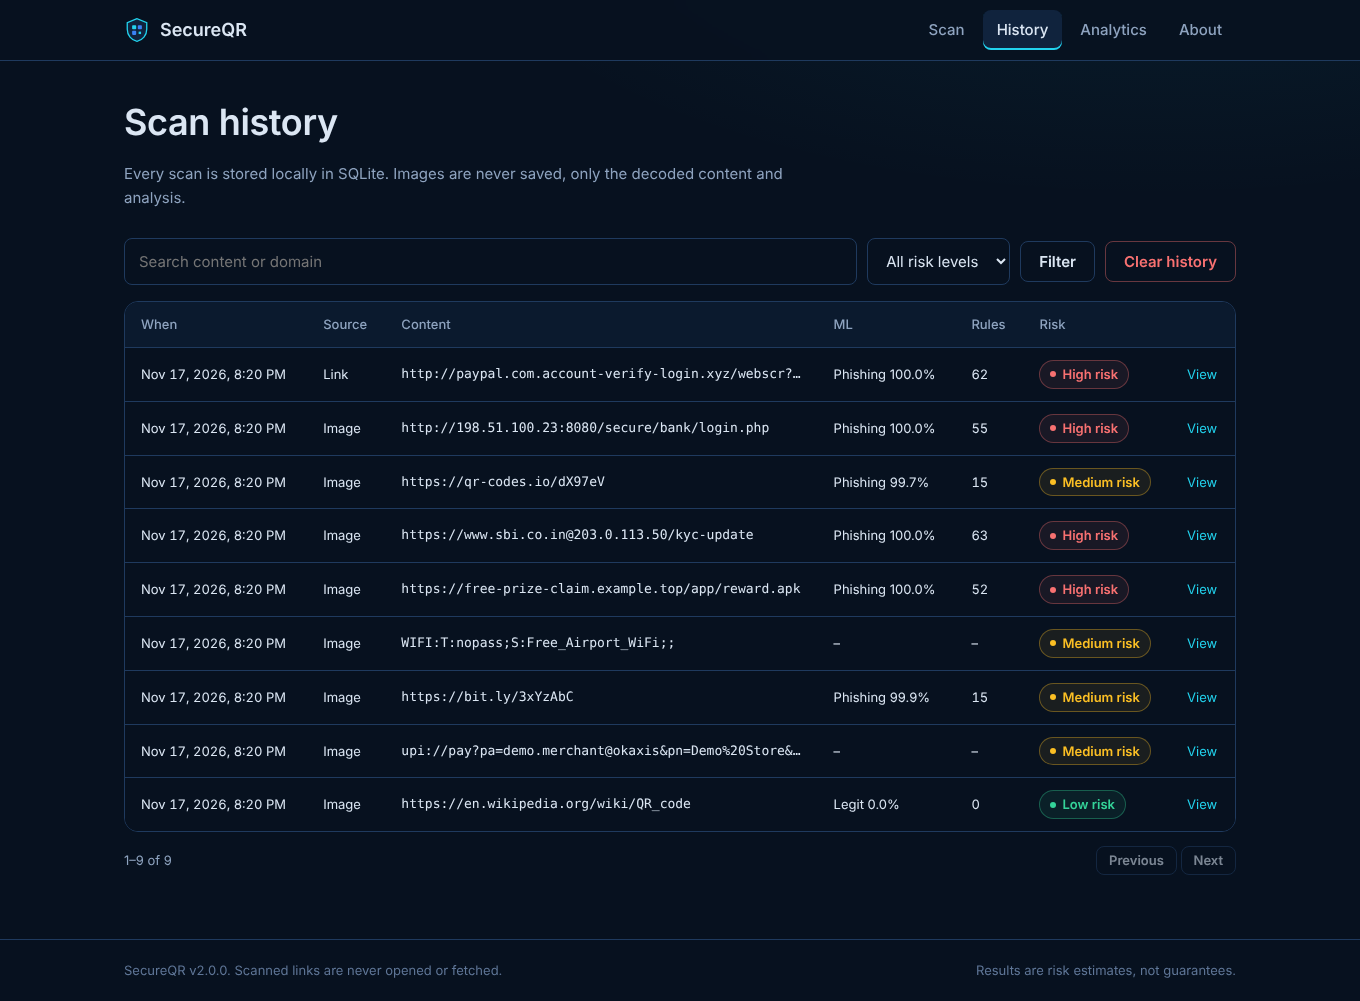 SecureQR
Scan History Analytics About
Scan history
Every scan is stored locally in SQLite. Images are never saved, only the decoded content and
analysis.
Search content or domain All risk levels Filter Clear history
When Source Content ML Rules Risk
Nov 17, 2026, 8:20 PM Link http://paypal.com.account-verify-login.xyz/webscr?… Phishing 100.0% 62 High risk View
Nov 17, 2026, 8:20 PM Image http://198.51.100.23:8080/secure/bank/login.php Phishing 100.0% 55 High risk View
Nov 17, 2026, 8:20 PM Image https://qr-codes.io/dX97eV Phishing 99.7% 15 Medium risk View
Nov 17, 2026, 8:20 PM Image https://www.sbi.co.in@203.0.113.50/kyc-update Phishing 100.0% 63 High risk View
Nov 17, 2026, 8:20 PM Image https://free-prize-claim.example.top/app/reward.apk Phishing 100.0% 52 High risk View
Nov 17, 2026, 8:20 PM Image WIFI:T:nopass;S:Free_Airport_WiFi;; – – Medium risk View
Nov 17, 2026, 8:20 PM Image https://bit.ly/3xYzAbC Phishing 99.9% 15 Medium risk View
Nov 17, 2026, 8:20 PM Image upi://pay?pa=demo.merchant@okaxis&pn=Demo%20Store&… – – Medium risk View
Nov 17, 2026, 8:20 PM Image https://en.wikipedia.org/wiki/QR_code Legit 0.0% 0 Low risk View
1–9 of 9 Previous Next
SecureQR v2.0.0. Scanned links are never opened or fetched. Results are risk estimates, not guarantees.